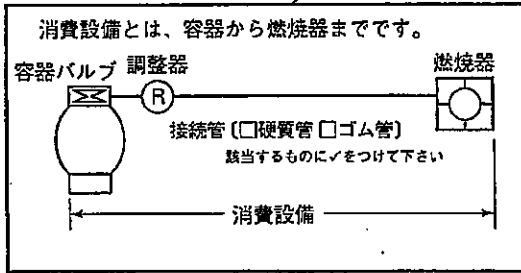 消費設備とは、容器から燃焼器までです。
容器バルブ 調整器 燃焼器
R
接続管(□硬質管 □ゴム管)
該当するものに✓をつけて下さい
消費設備